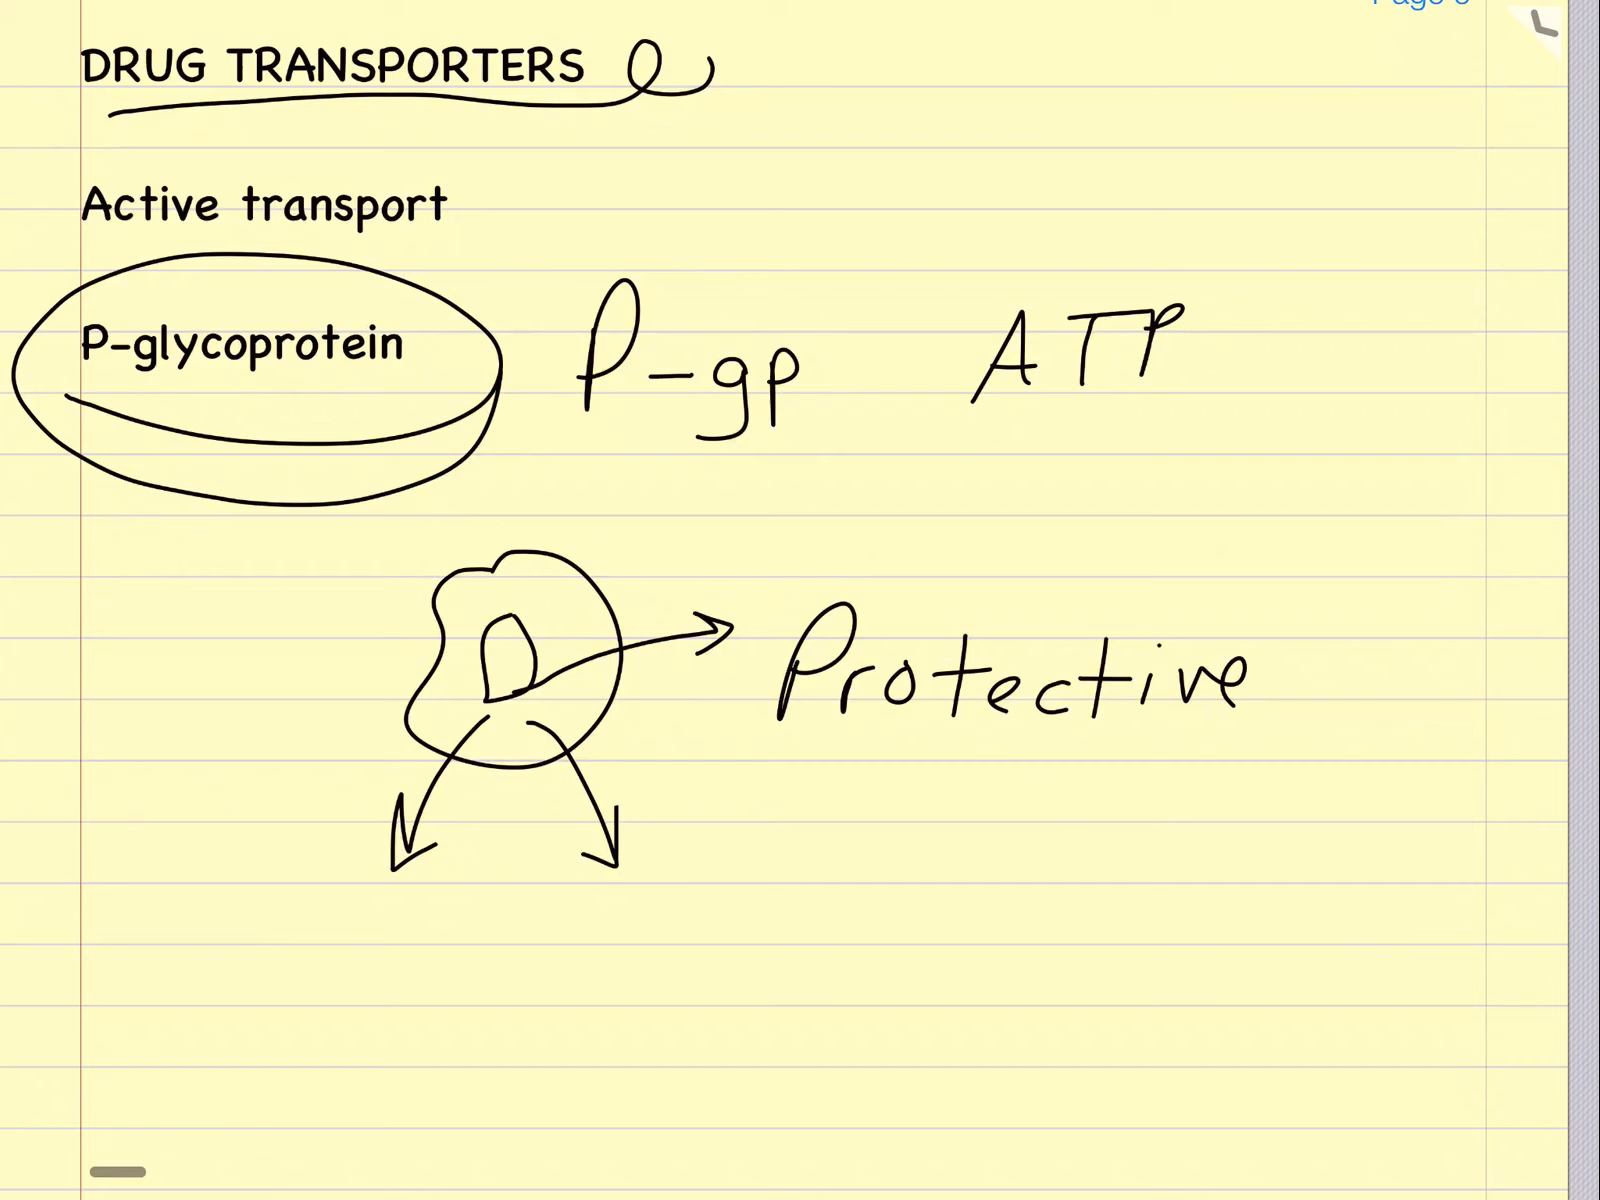 DRUG TRANSPORTERS
Active transport
P-glycoprotein P-gp ATP
D
Protective